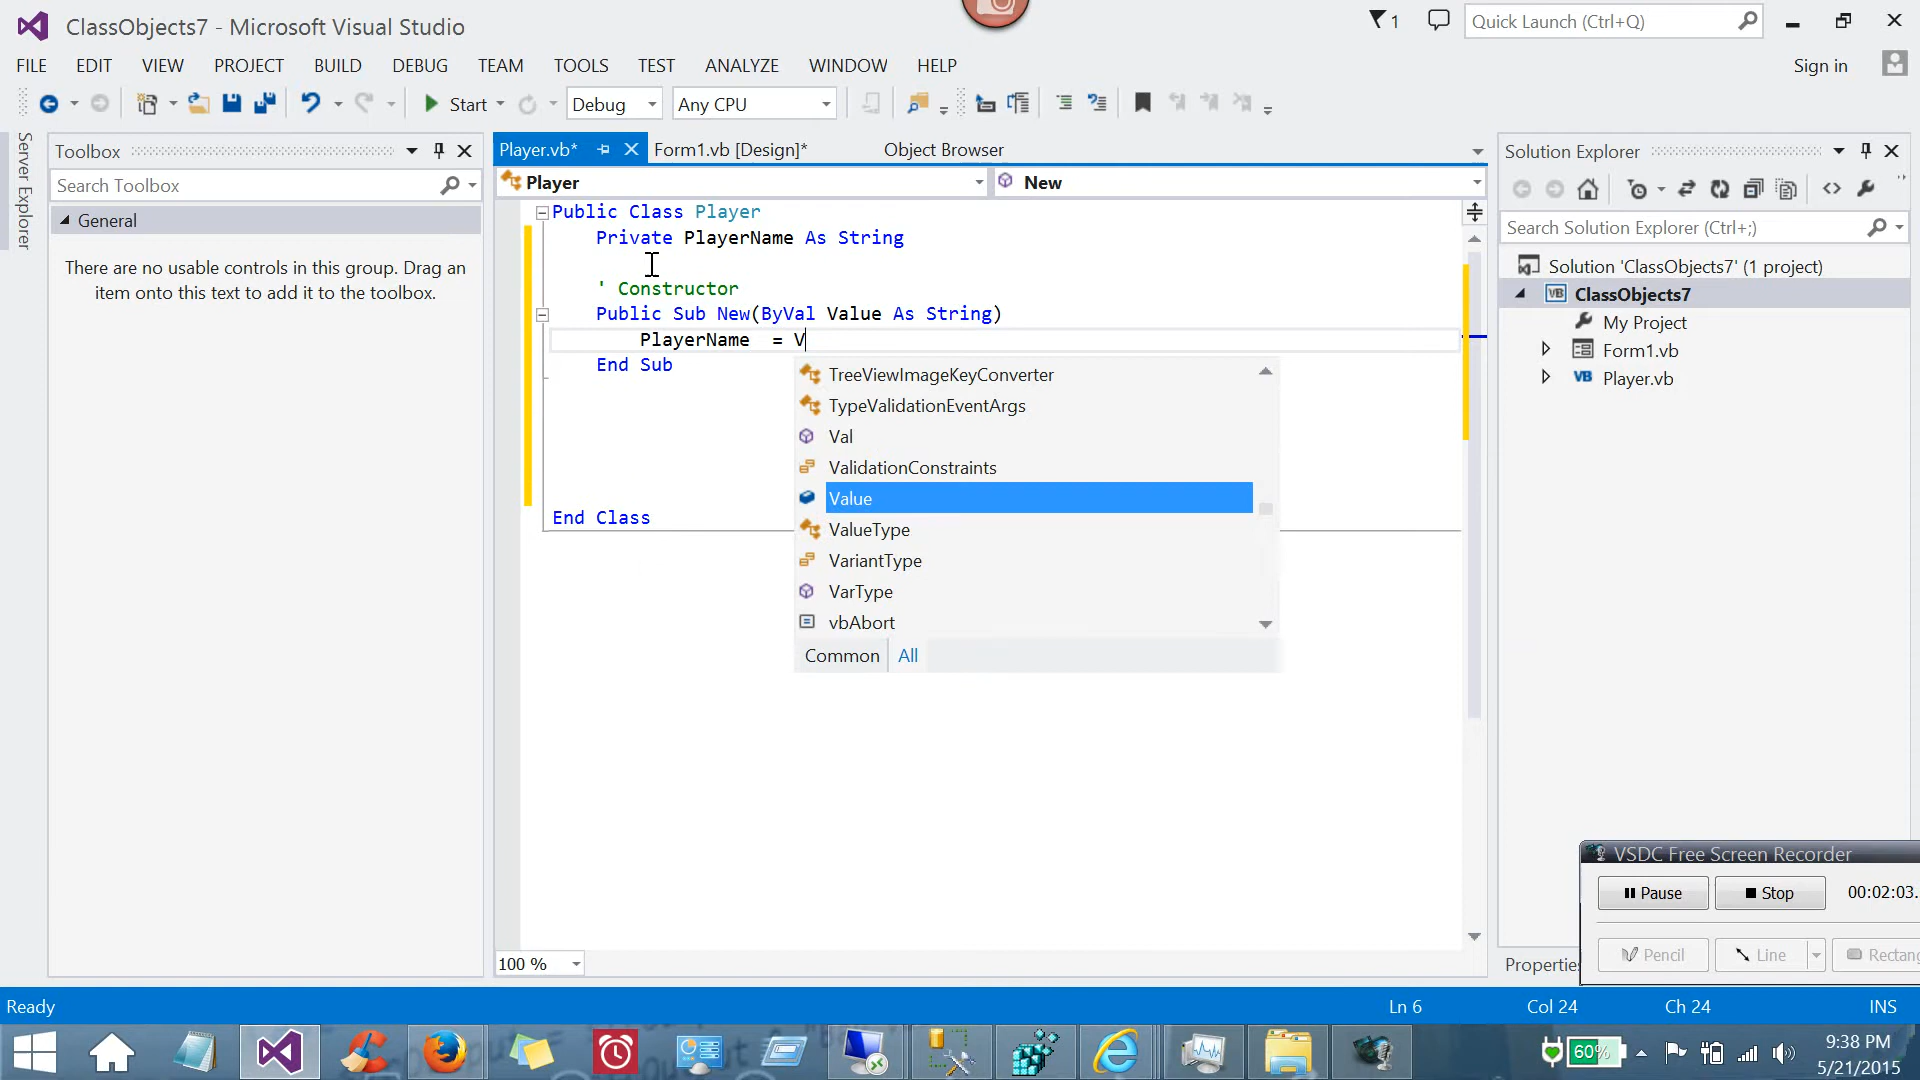 ClassObjects7 - Microsoft Visual Studio
1
Quick Launch (Ctrl+Q)
FILE EDIT VIEW PROJECT BUILD DEBUG TEAM TOOLS TEST ANALYZE WINDOW HELP
Sign in
Start Debug Any CPU
Server Explorer
Toolbox
Search Toolbox
General
There are no usable controls in this group. Drag an
item onto this text to add it to the toolbox.
Player.vb* Form1.vb [Design]* Object Browser
Player New
Public Class Player
Private PlayerName As String
' Constructor
Public Sub New(ByVal Value As String)
PlayerName  = V
End Sub
End Class
TreeViewImageKeyConverter
TypeValidationEventArgs
Val
ValidationConstraints
Value
ValueType
VariantType
VarType
vbAbort
Common All
100 %
Solution Explorer
Search Solution Explorer (Ctrl+;)
Solution 'ClassObjects7' (1 project)
VB ClassObjects7
My Project
Form1.vb
VB Player.vb
VSDC Free Screen Recorder
Pause Stop 00:02:03.
Pencil Line Rectang
Properties
Ready Ln 6 Col 24 Ch 24 INS
60%
9:38 PM
5/21/2015